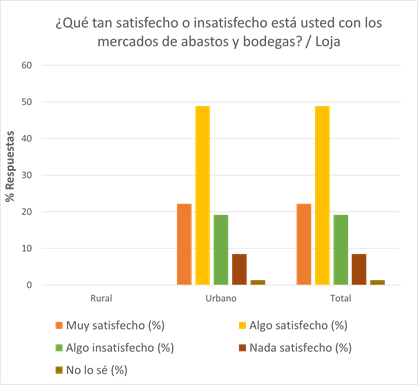 ¿Qué tan satisfecho o insatisfecho está usted con los
mercados de abastos y bodegas? / Loja
% Respuestas
60
50
40
30
20
10
0
Rural Urbano Total
Muy satisfecho (%) Algo satisfecho (%)
Algo insatisfecho (%) Nada satisfecho (%)
No lo sé (%)